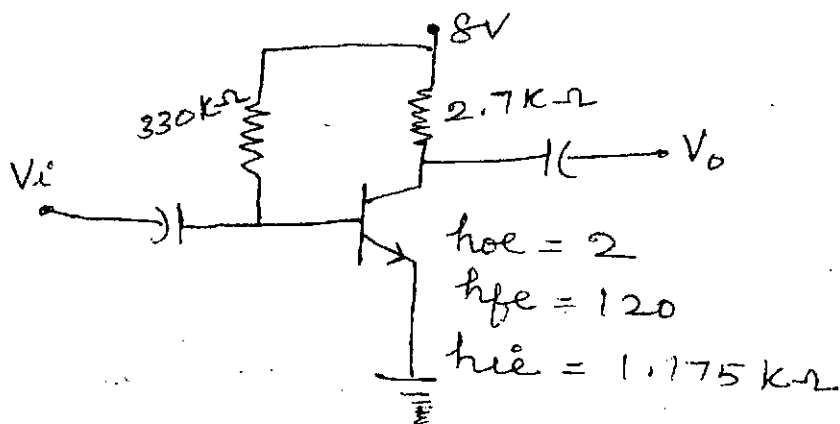 8V
330KΩ
2.7KΩ
Vi
Vo
hoe = 2
hfe = 120
hie = 1.175 KΩ